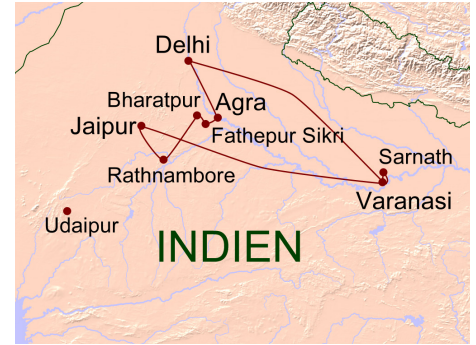 Delhi
Bharatpur
Agra
Jaipur
Fathepur Sikri
Sarnath
Rathnambore
Varanasi
Udaipur
INDIEN